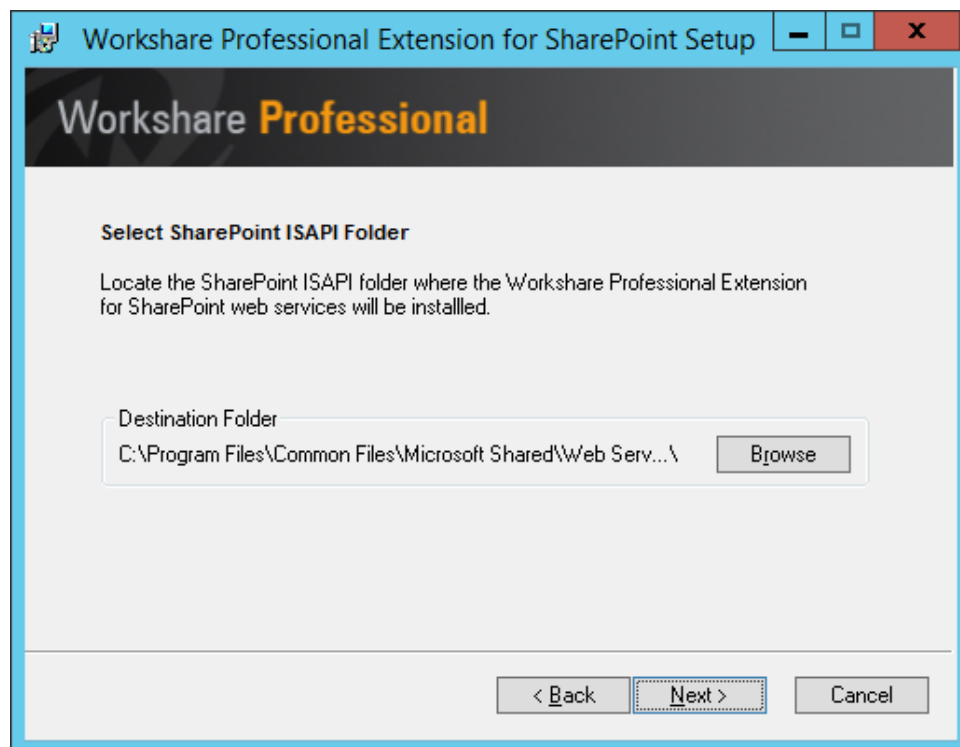 Workshare Professional Extension for SharePoint Setup
Workshare Professional
Select SharePoint ISAPI Folder
Locate the SharePoint ISAPI folder where the Workshare Professional Extension
for SharePoint web services will be installled.
Destination Folder
C:\Program Files\Common Files\Microsoft Shared\Web Serv...\
Browse
< Back
Next >
Cancel